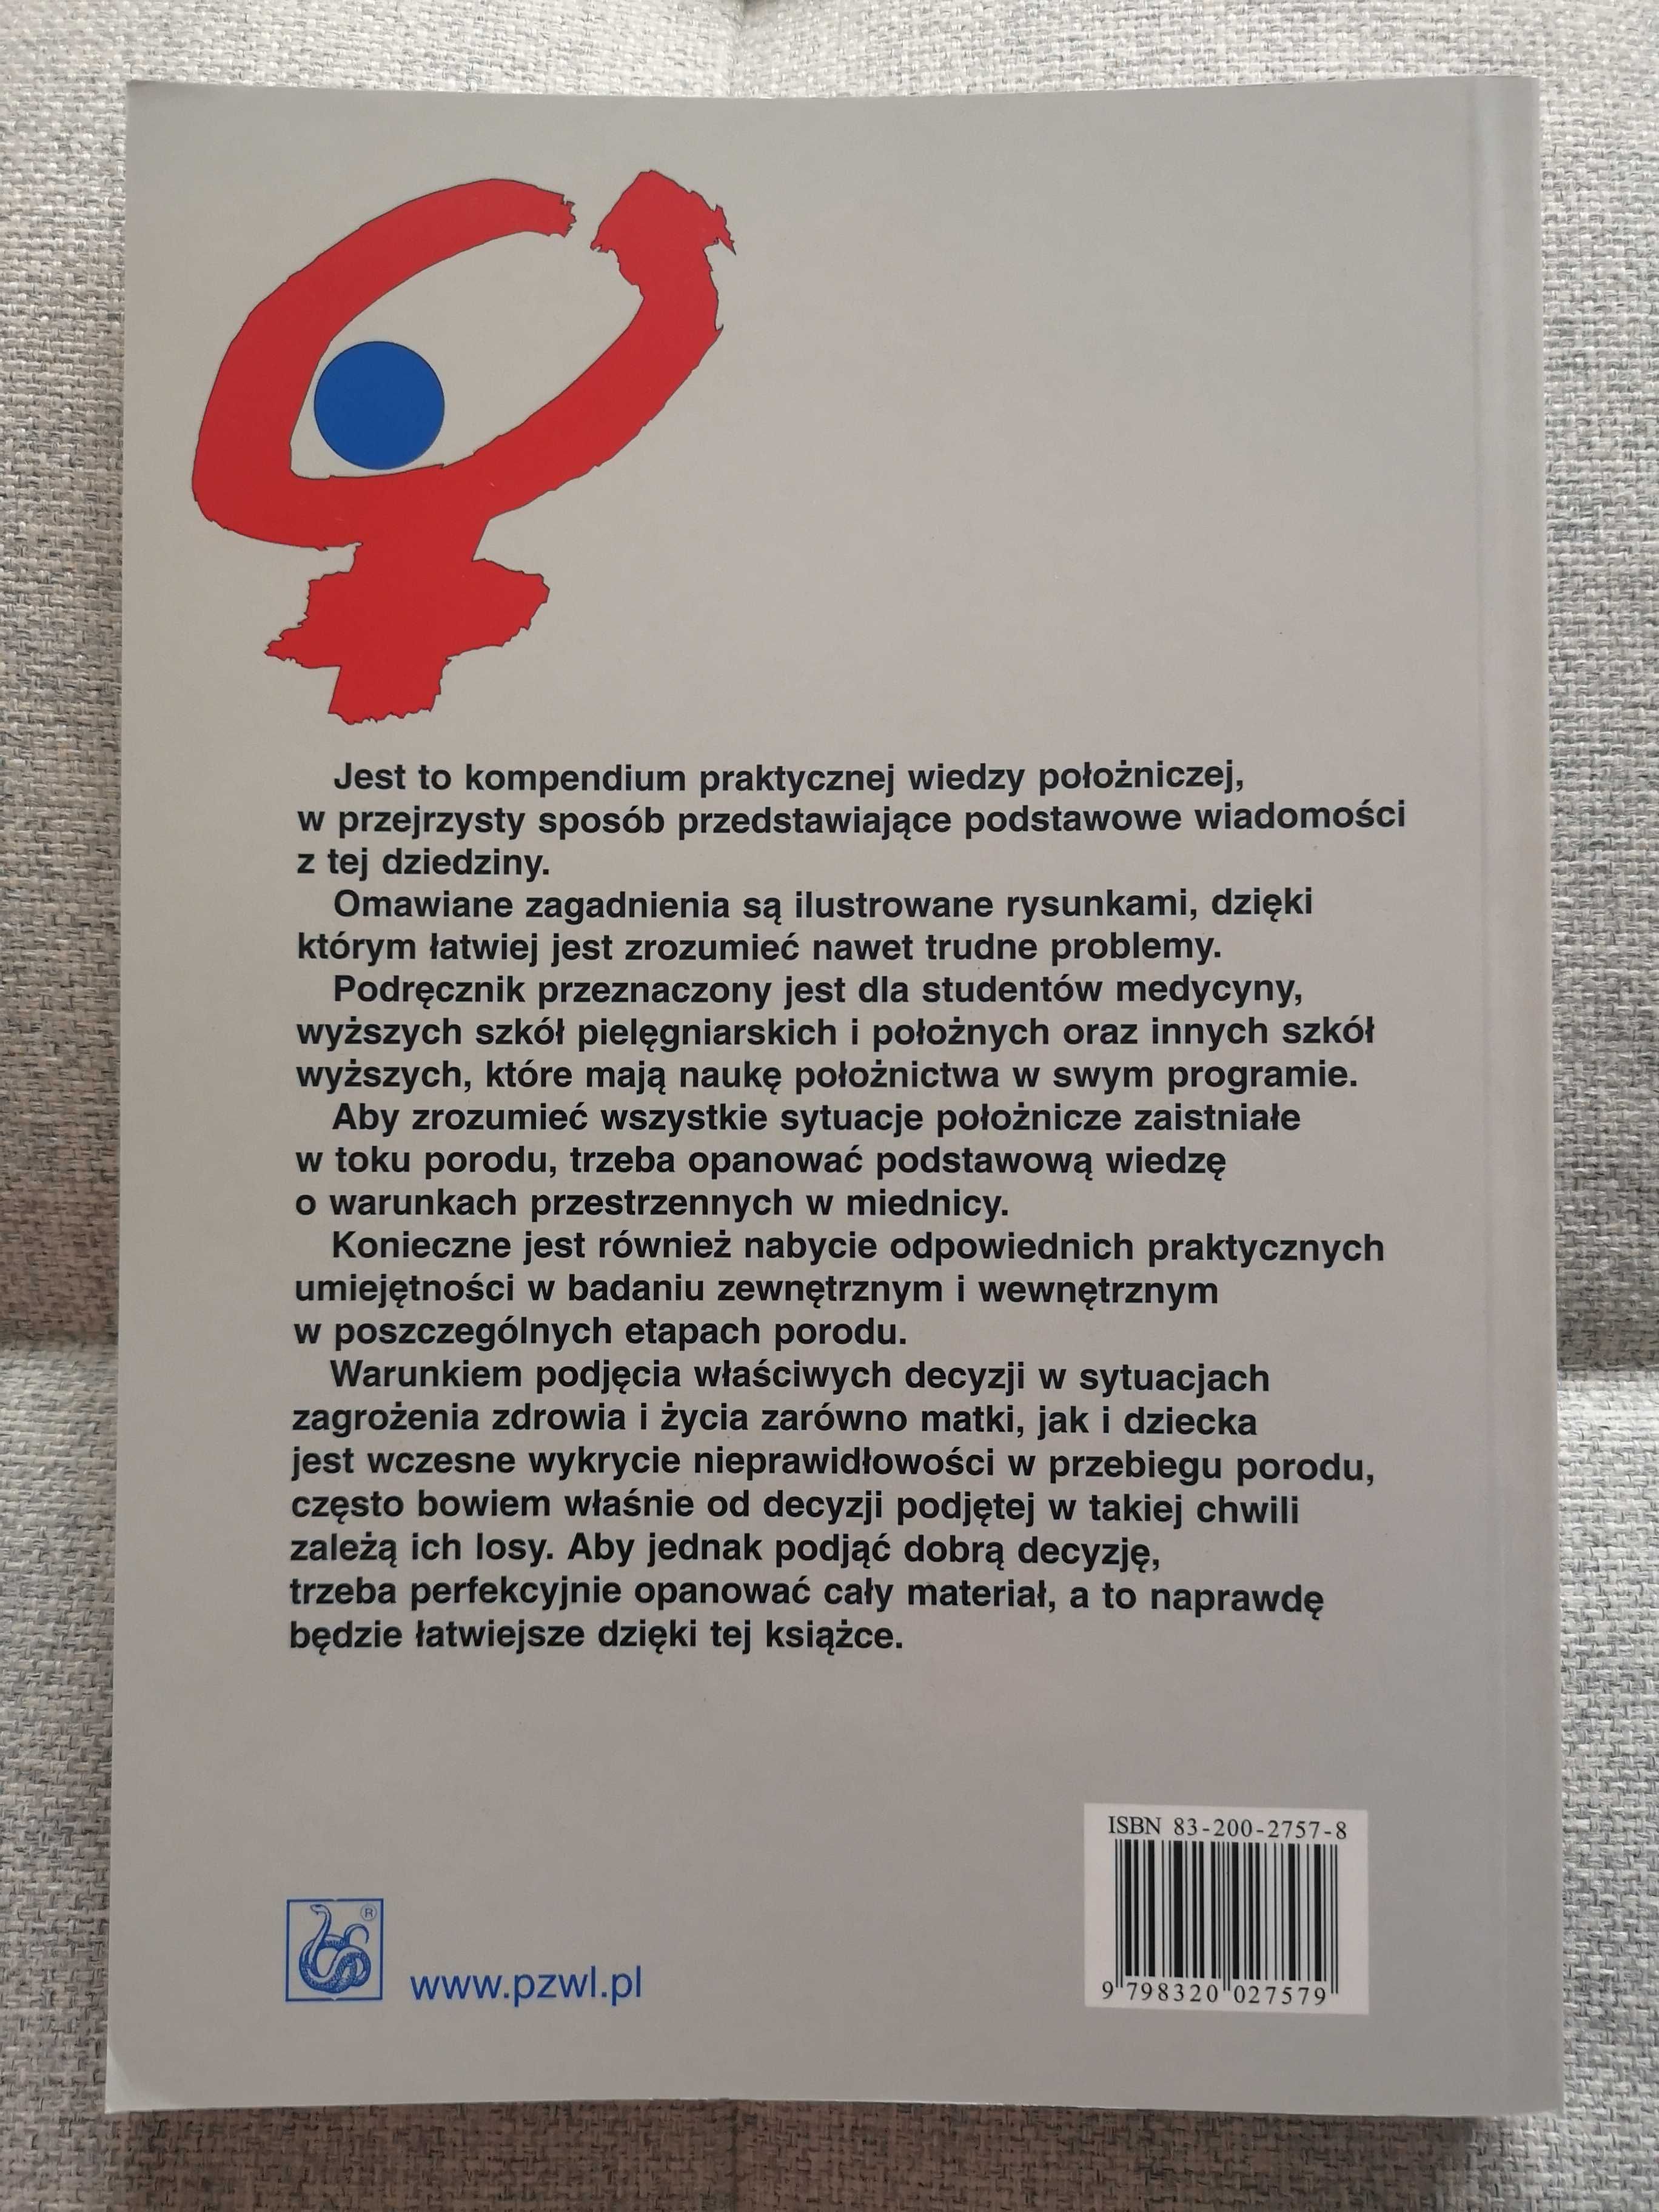 Jest to kompendium praktycznej wiedzy położniczej,
w przejrzysty sposób przedstawiające podstawowe wiadomości
z tej dziedziny.
Omawiane zagadnienia są ilustrowane rysunkami, dzięki
którym łatwiej jest zrozumieć nawet trudne problemy.
Podręcznik przeznaczony jest dla studentów medycyny,
wyższych szkół pielęgniarskich i położnych oraz innych szkół
wyższych, które mają naukę położnictwa w swym programie.
Aby zrozumieć wszystkie sytuacje położnicze zaistniałe
w toku porodu, trzeba opanować podstawową wiedzę
o warunkach przestrzennych w miednicy.
Konieczne jest również nabycie odpowiednich praktycznych
umiejętności w badaniu zewnętrznym i wewnętrznym
w poszczególnych etapach porodu.
Warunkiem podjęcia właściwych decyzji w sytuacjach
zagrożenia zdrowia i życia zarówno matki, jak i dziecka
jest wczesne wykrycie nieprawidłowości w przebiegu porodu,
często bowiem właśnie od decyzji podjętej w takiej chwili
zależą ich losy. Aby jednak podjąć dobrą decyzję,
trzeba perfekcyjnie opanować cały materiał, a to naprawdę
będzie łatwiejsze dzięki tej książce.
ISBN 83-200-2757-8
9 798320 027579
®
www.pzwl.pl